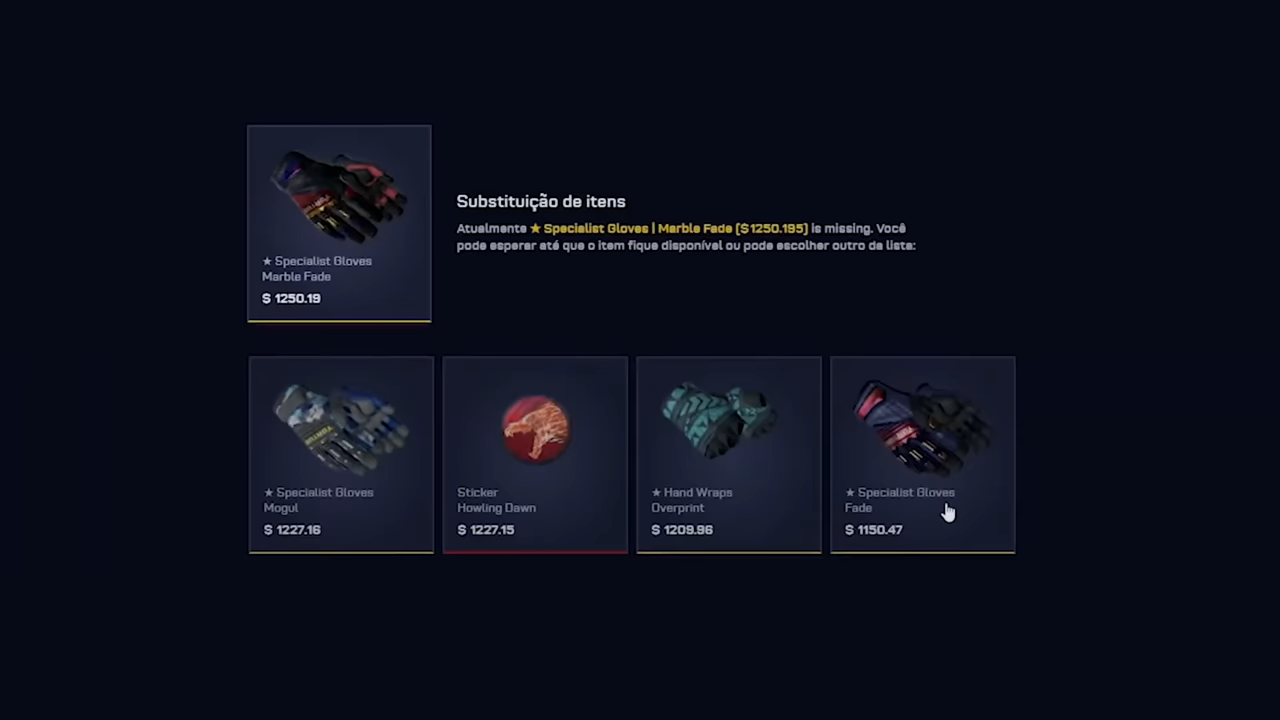 ★ Specialist Gloves
Marble Fade
$ 1250.19
Substituição de itens
Atualmente ★ Specialist Gloves | Marble Fade ($1250.195) is missing. Você
pode esperar até que o item fique disponível ou pode escolher outro da lista:
★ Specialist Gloves
Mogul
$ 1227.16
Sticker
Howling Dawn
$ 1227.15
★ Hand Wraps
Overprint
$ 1209.96
★ Specialist Gloves
Fade
$ 1150.47